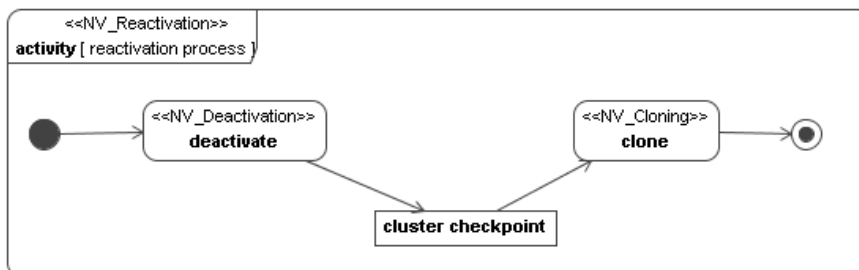 <<NV_Reactivation>>
activity [ reactivation process ]
<<NV_Deactivation>>
deactivate
<<NV_Cloning>>
clone
cluster checkpoint